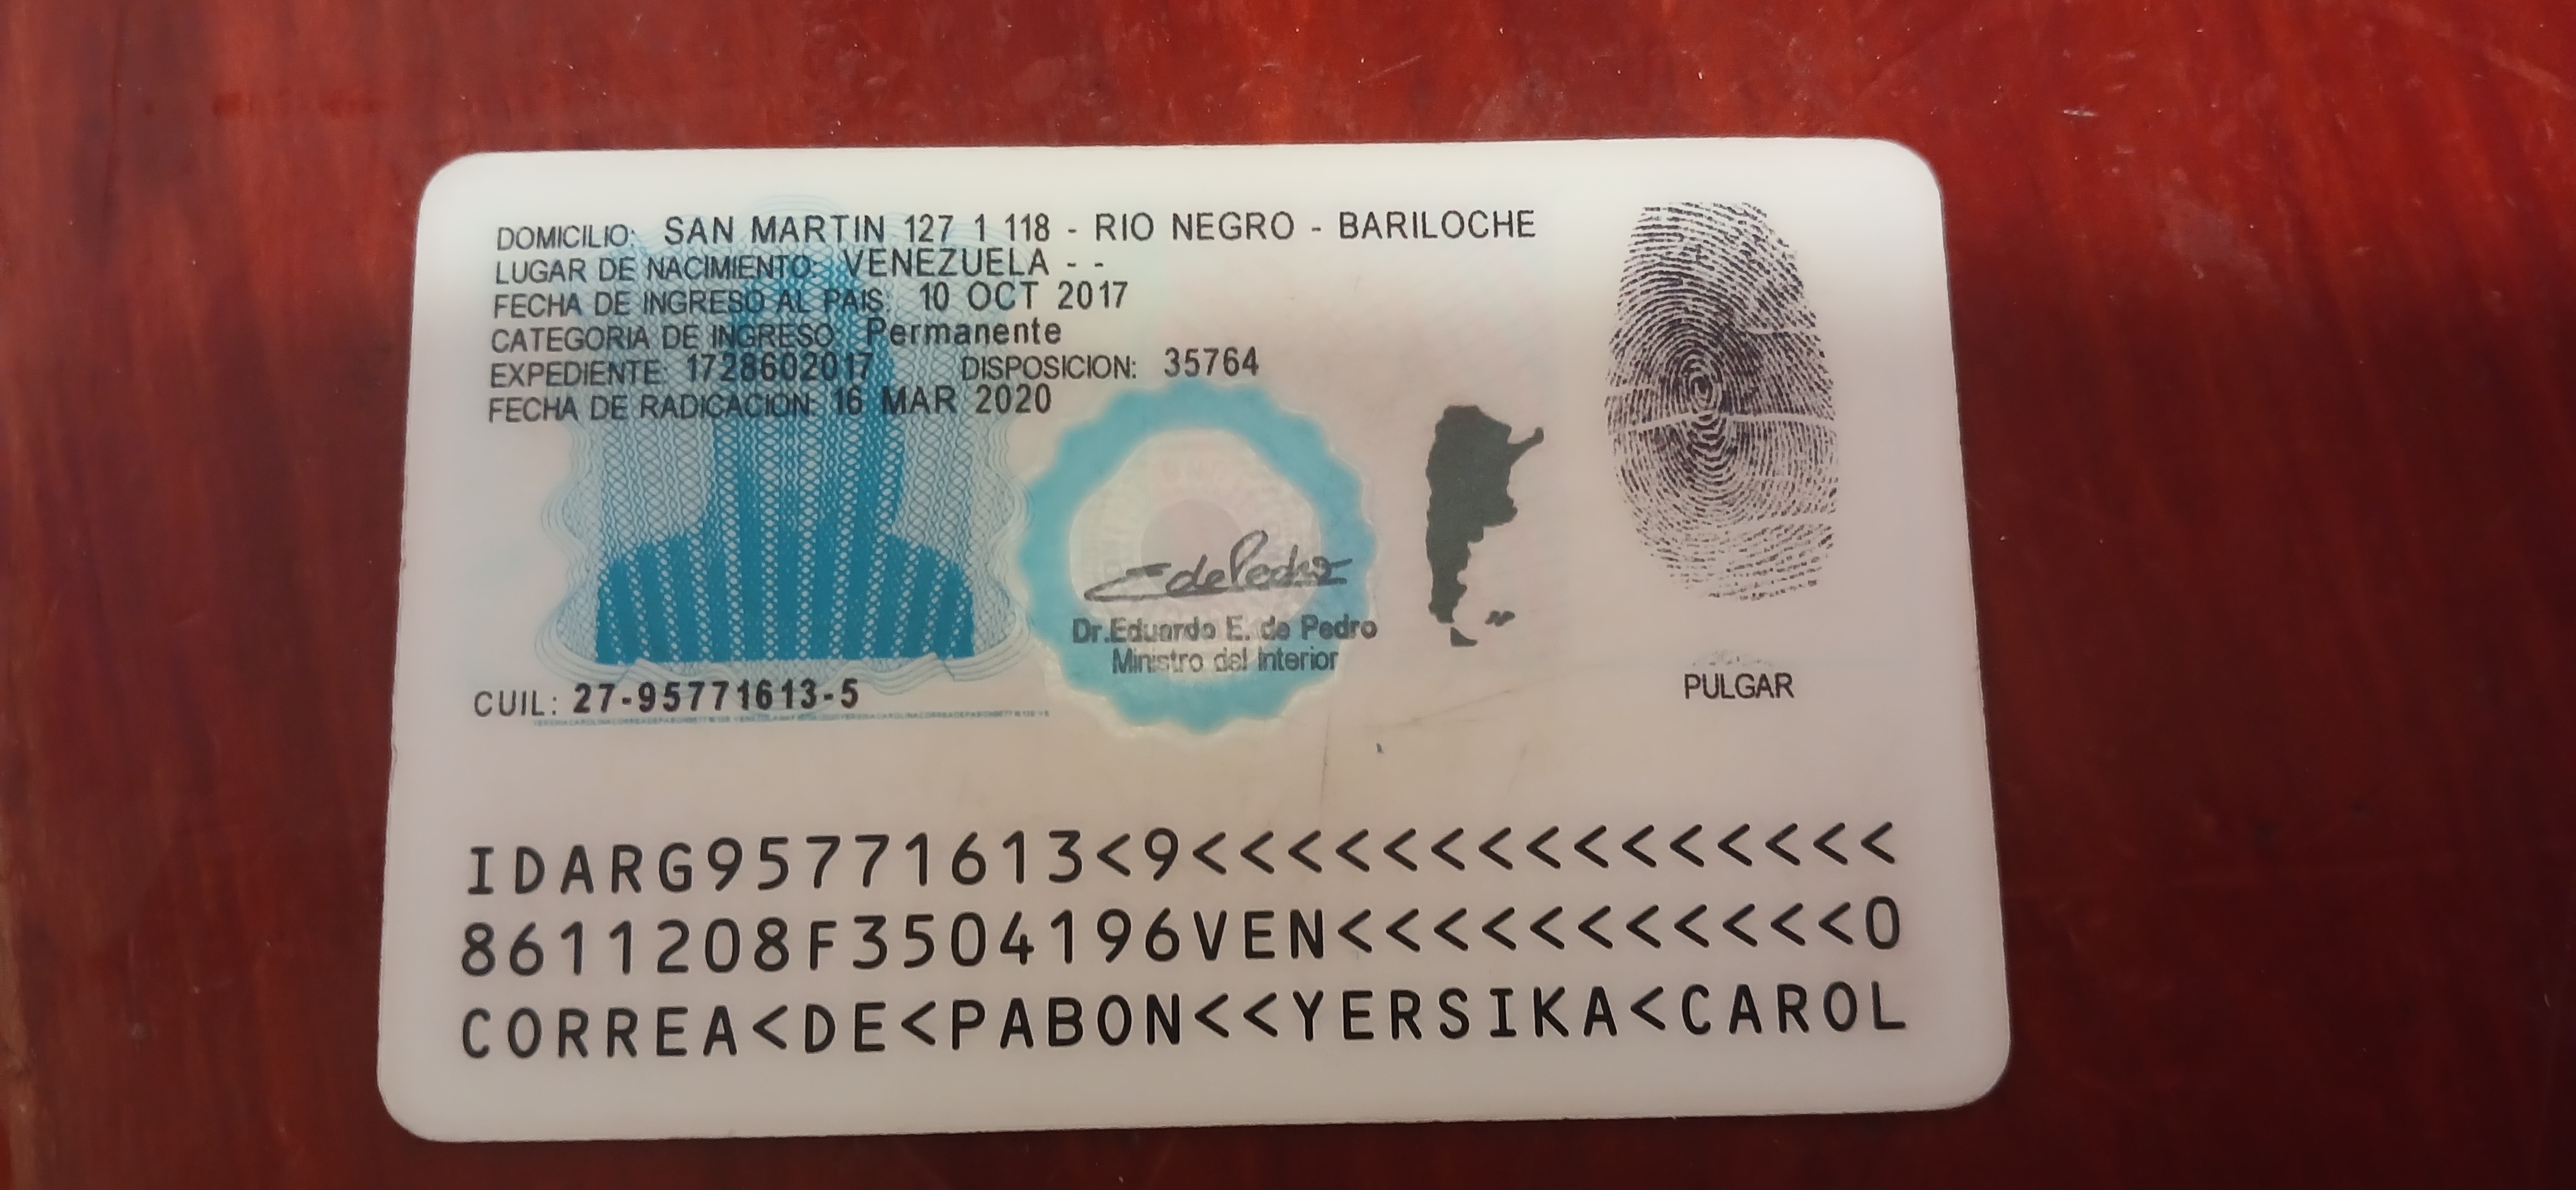 DOMICILIO: SAN MARTIN 127 1 118 - RIO NEGRO - BARILOCHE
LUGAR DE NACIMIENTO: VENEZUELA - -
FECHA DE INGRESO AL PAIS: 10 OCT 2017
CATEGORIA DE INGRESO: Permanente
EXPEDIENTE: 1728602017 DISPOSICION: 35764
FECHA DE RADICACION: 16 MAR 2020
Dr. Eduardo E. de Pedro
Ministro del Interior
CUIL: 27-95771613-5
PULGAR
IDARG95771613<9<<<<<<<<<<<<<<<
8611208F3504196VEN<<<<<<<<<<<0
CORREA<DE<PABON<<YERSIKA<CAROL